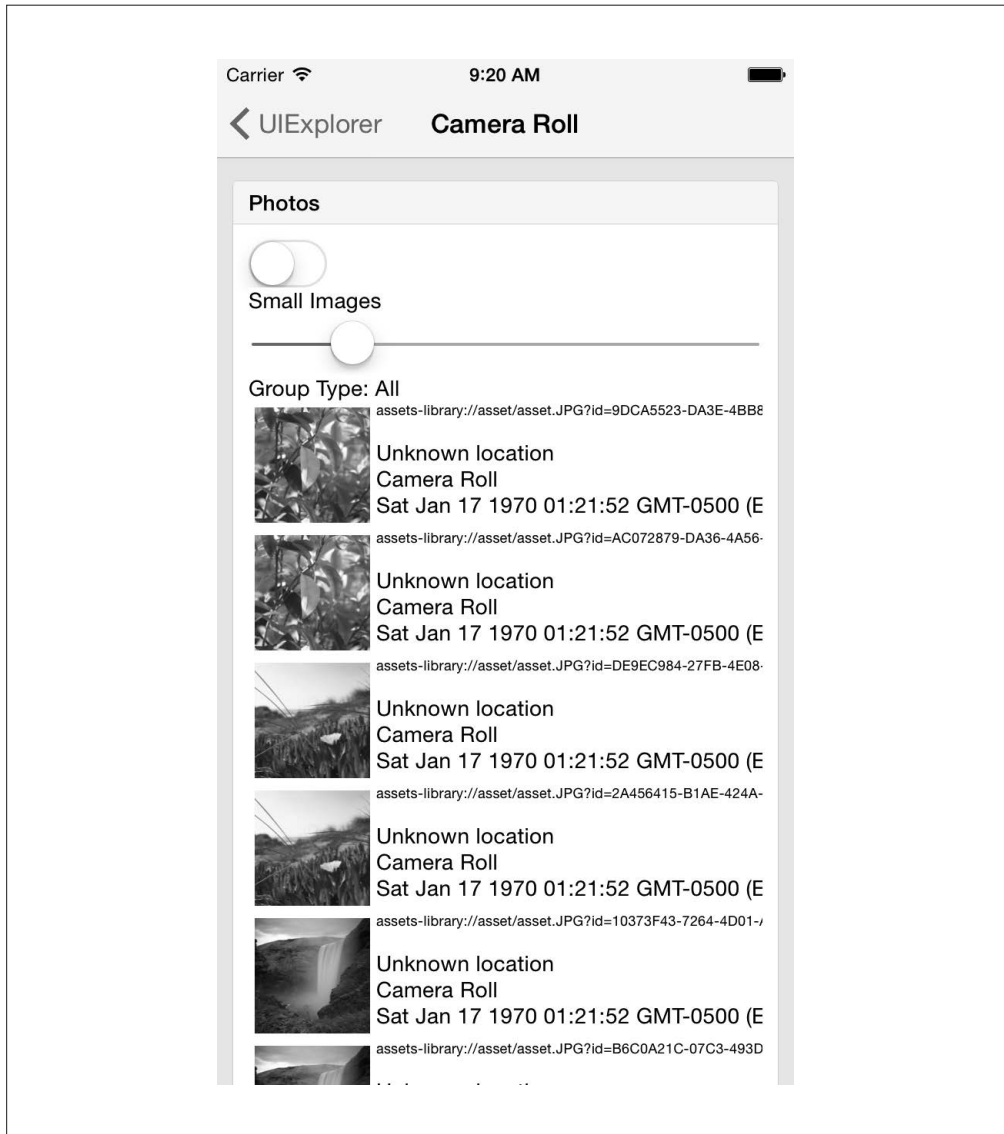 Carrier 9:20 AM
UIExplorer Camera Roll
Photos
Small Images
Group Type: All
assets-library://asset/asset.JPG?id=9DCA5523-DA3E-4BB8
Unknown location
Camera Roll
Sat Jan 17 1970 01:21:52 GMT-0500 (E
assets-library://asset/asset.JPG?id=AC072879-DA36-4A56-
Unknown location
Camera Roll
Sat Jan 17 1970 01:21:52 GMT-0500 (E
assets-library://asset/asset.JPG?id=DE9EC984-27FB-4E08-
Unknown location
Camera Roll
Sat Jan 17 1970 01:21:52 GMT-0500 (E
assets-library://asset/asset.JPG?id=2A456415-B1AE-424A-
Unknown location
Camera Roll
Sat Jan 17 1970 01:21:52 GMT-0500 (E
assets-library://asset/asset.JPG?id=10373F43-7264-4D01-
Unknown location
Camera Roll
Sat Jan 17 1970 01:21:52 GMT-0500 (E
assets-library://asset/asset.JPG?id=B6C0A21C-07C3-493D